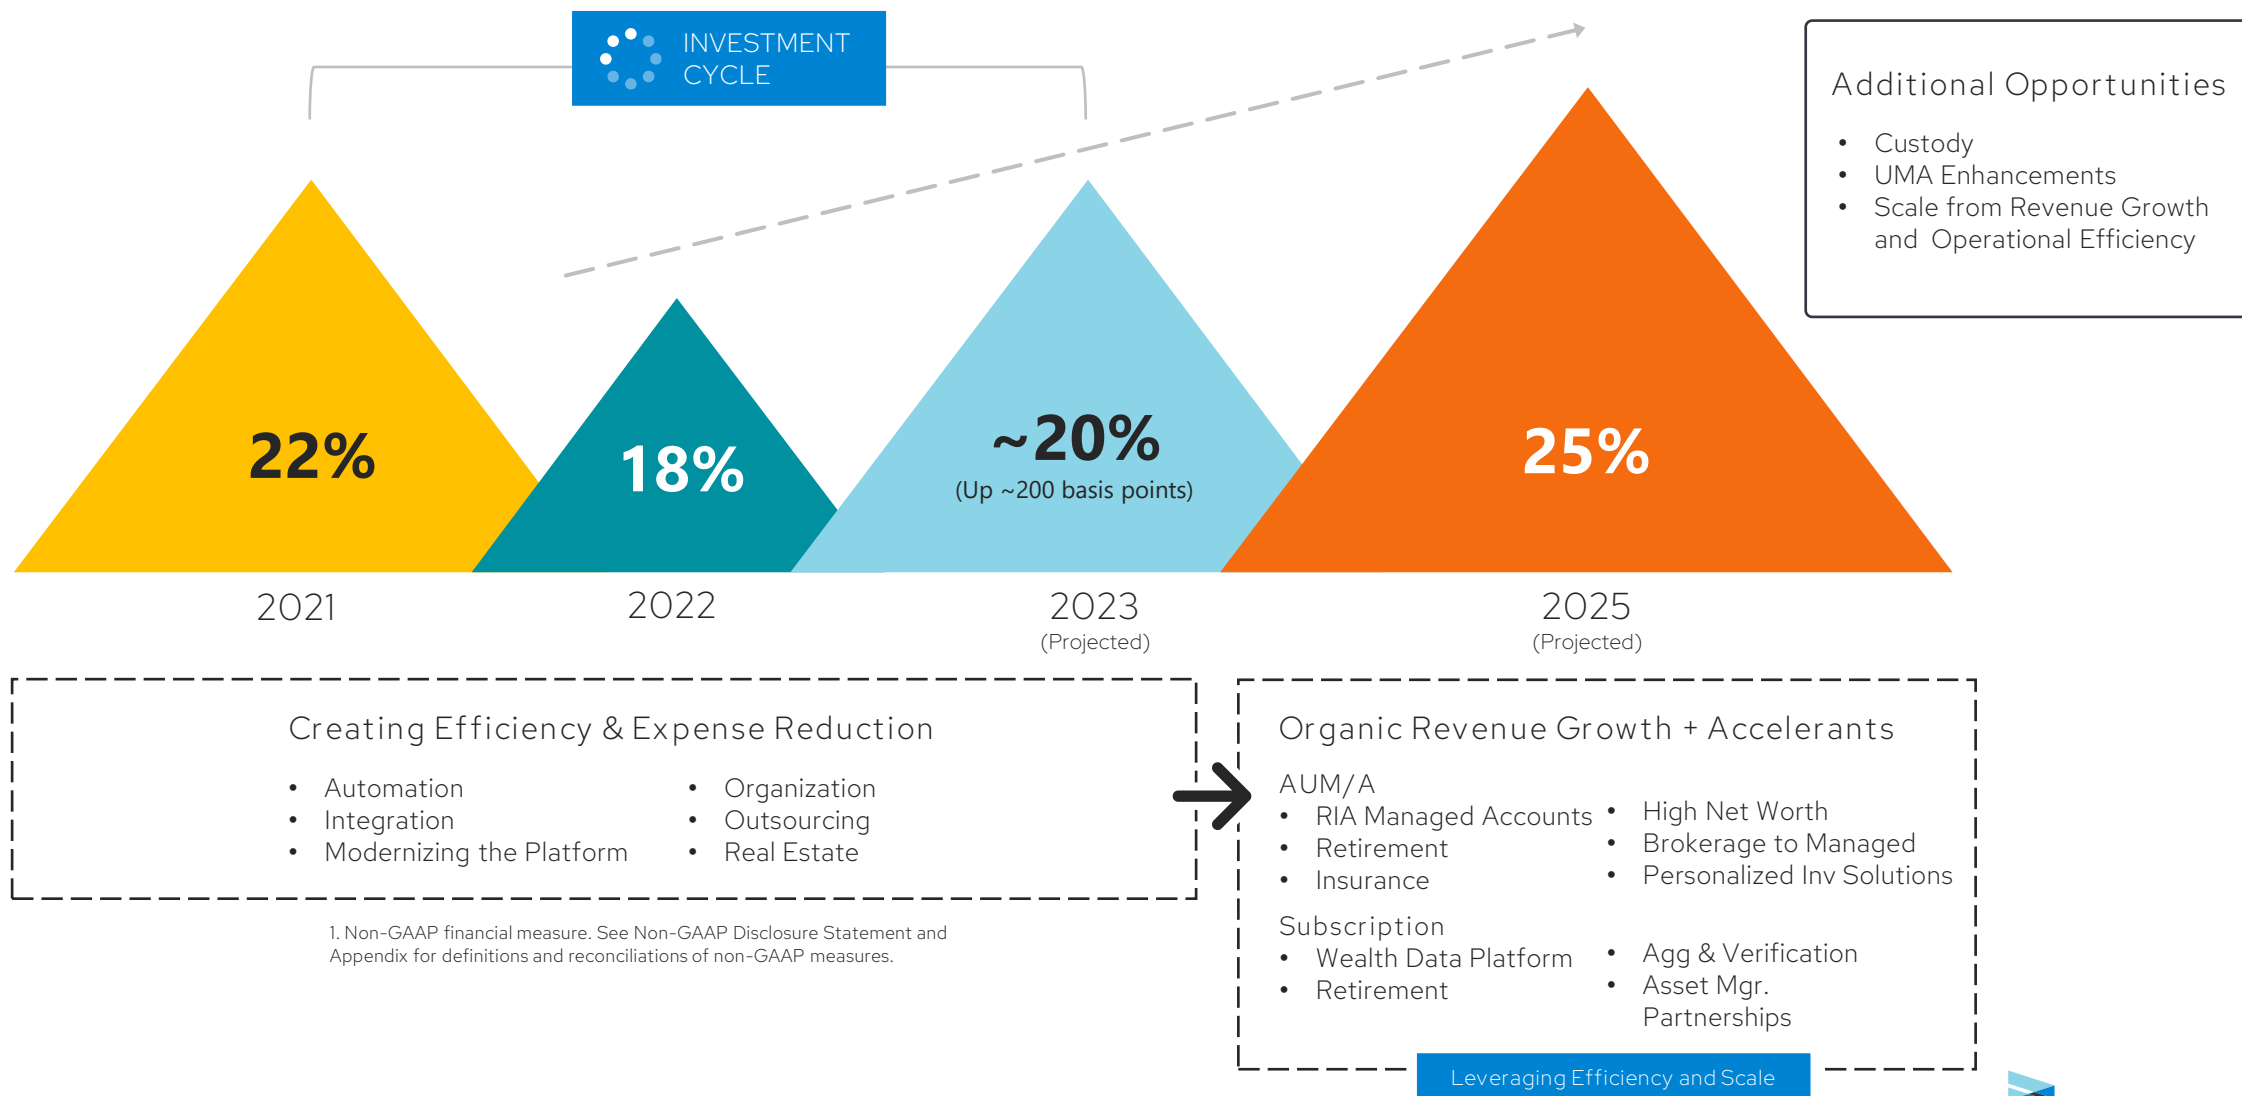 INVESTMENT
CYCLE
Additional Opportunities
• Custody
• UMA Enhancements
• Scale from Revenue Growth
and Operational Efficiency
22%
18%
~20%
(Up ~200 basis points)
25%
2021
2022
2023
(Projected)
2025
(Projected)
Creating Efficiency & Expense Reduction
• Automation
• Integration
• Modernizing the Platform
• Organization
• Outsourcing
• Real Estate
1. Non-GAAP financial measure. See Non-GAAP Disclosure Statement and
Appendix for definitions and reconciliations of non-GAAP measures.
Organic Revenue Growth + Accelerants
AUM/A
• RIA Managed Accounts
• Retirement
• Insurance
• High Net Worth
• Brokerage to Managed
• Personalized Inv Solutions
Subscription
• Wealth Data Platform
• Retirement
• Agg & Verification
• Asset Mgr.
Partnerships
Leveraging Efficiency and Scale